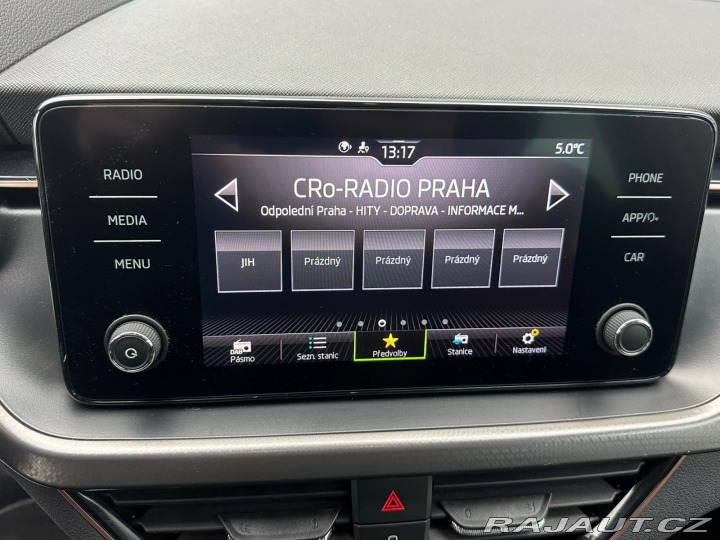 13:17
5.0°C
RADIO
MEDIA
MENU
CRo-RADIO PRAHA
Odpolední Praha - HITY - DOPRAVA - INFORMACE M...
JIH
Prázdný
Prázdný
Prázdný
Prázdný
DAB
Pásmo
Sezn. stanic
Předvolby
Stanice
Nastavení
PHONE
APP/
CAR
RAJAUT.CZ